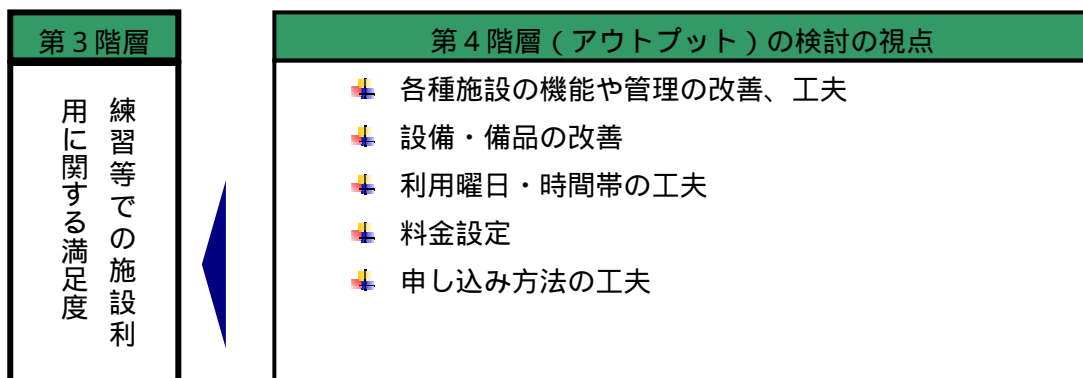 第３階層
練習等での施設利
用に関する満足度
第４階層（アウトプット）の検討の視点
各種施設の機能や管理の改善、工夫
設備・備品の改善
利用曜日・時間帯の工夫
料金設定
申し込み方法の工夫